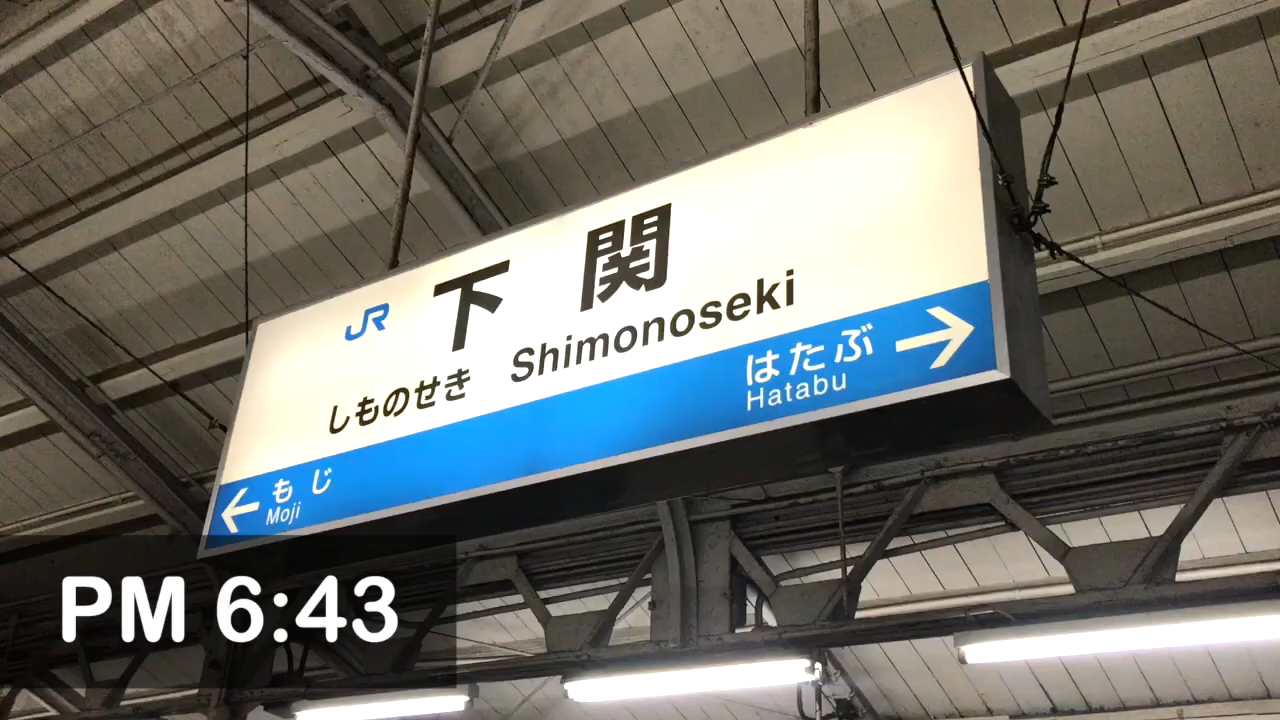 JR 下関
しものせき Shimonoseki
はたぶ →
Hatabu
← もじ
Moji
PM 6:43